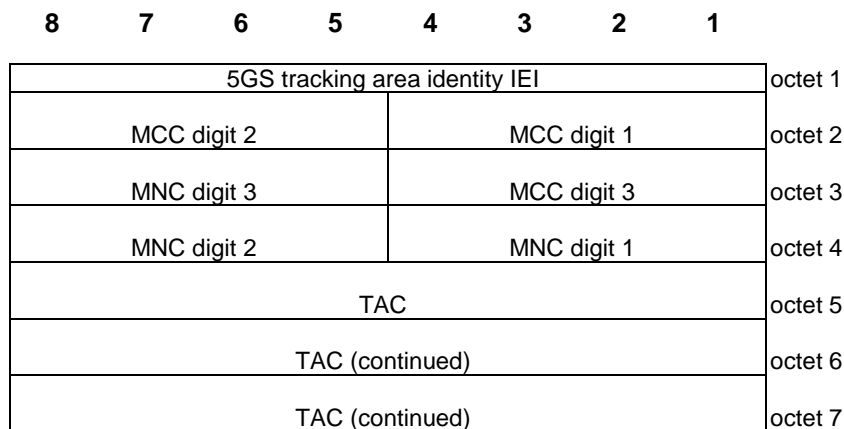 8 7 6 5 4 3 2 1
5GS tracking area identity IEI octet 1
MCC digit 2 MCC digit 1 octet 2
MNC digit 3 MCC digit 3 octet 3
MNC digit 2 MNC digit 1 octet 4
TAC octet 5
TAC (continued) octet 6
TAC (continued) octet 7